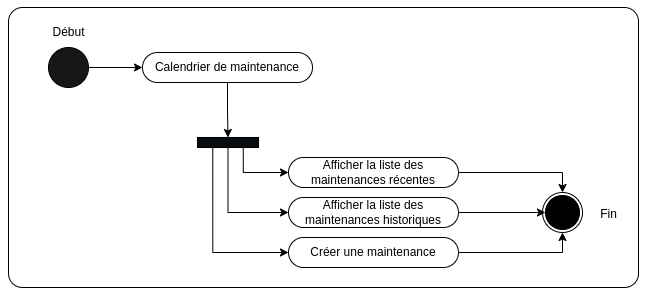 Début
Calendrier de maintenance
Afficher la liste des
maintenances récentes
Afficher la liste des
maintenances historiques
Fin
Créer une maintenance